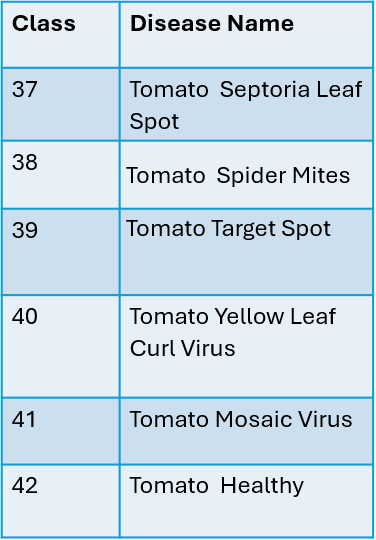 Class Disease Name
37 Tomato  Septoria Leaf
Spot
38 Tomato  Spider Mites
39 Tomato Target Spot
40 Tomato Yellow Leaf
Curl Virus
41 Tomato Mosaic Virus
42 Tomato  Healthy